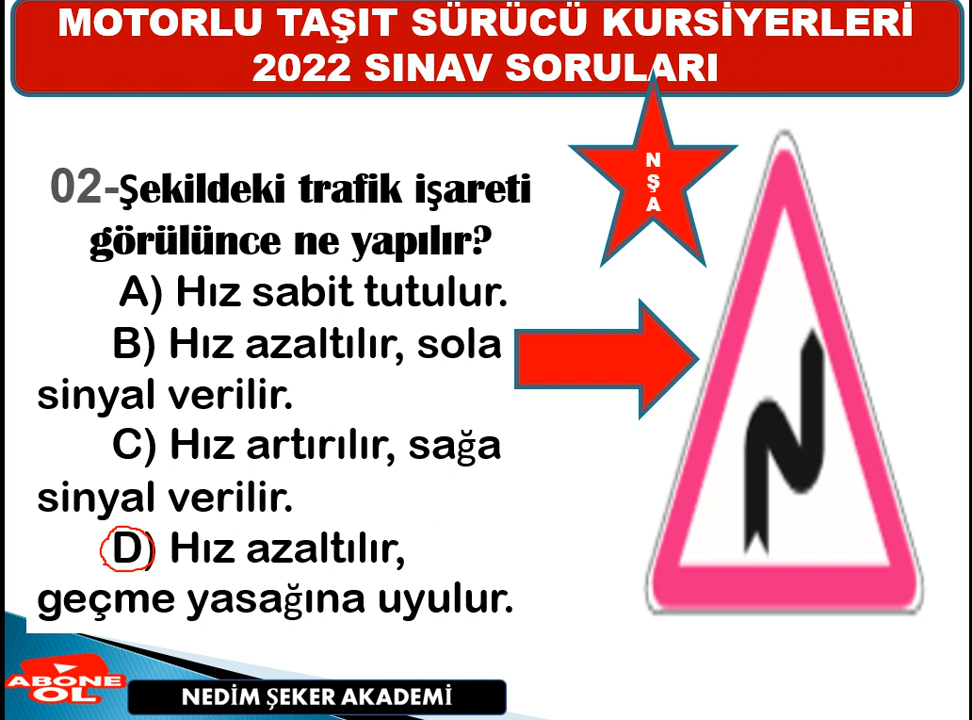 MOTORLU TAŞIT SÜRÜCÜ KURSİYERLERİ
2022 SINAV SORULARI
N
Ş
A
02-Şekildeki trafik işareti
görülünce ne yapılır?
A) Hız sabit tutulur.
B) Hız azaltılır, sola
sinyal verilir.
C) Hız artırılır, sağa
sinyal verilir.
D) Hız azaltılır,
geçme yasağına uyulur.
ABONE
OL
NEDİM ŞEKER AKADEMİ